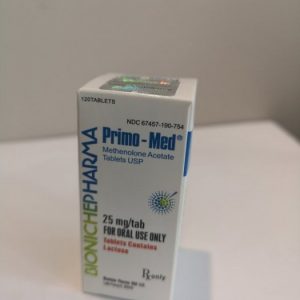 120TABLETS
NDC 67457-190-754
Primo-Med®
Methenolone Acetate
Tablets USP
25 mg/tab
FOR ORAL USE ONLY
Tablets Contains
Lactose
Rx only
BIONICHEPHARMA